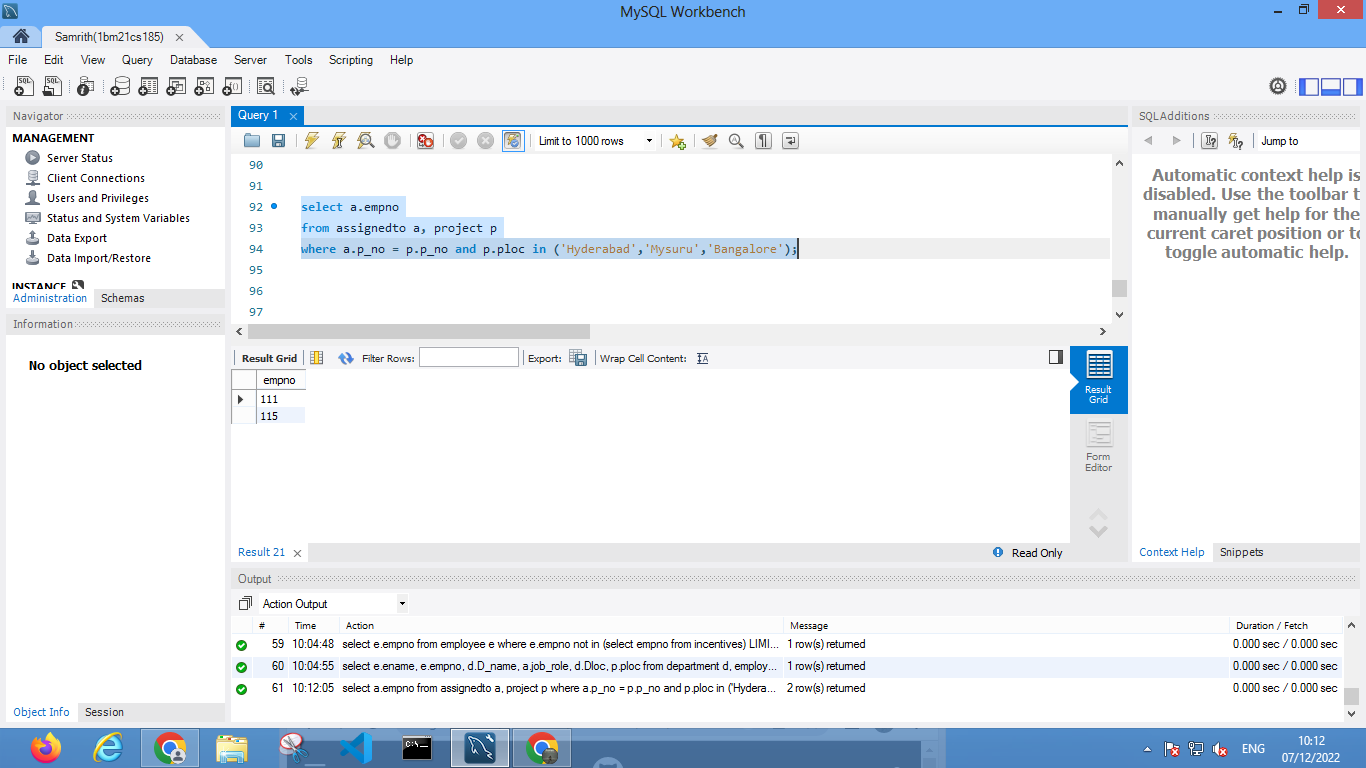 MySQL Workbench
Samrith(1bm21cs185)
File Edit View Query Database Server Tools Scripting Help
Navigator
MANAGEMENT
Server Status
Client Connections
Users and Privileges
Status and System Variables
Data Export
Data Import/Restore
INSTANCE
Administration Schemas
Information
No object selected
Object Info Session
Query 1
Limit to 1000 rows
90
91
92 select a.empno
93 from assignedto a, project p
94 where a.p_no = p.p_no and p.ploc in ('Hyderabad','Mysuru','Bangalore');
95
96
97
Result Grid Filter Rows: Export: Wrap Cell Content:
empno
111
115
Result Grid
Form Editor
Result 21 Read Only
SQLAdditions
Jump to
Automatic context help is
disabled. Use the toolbar t
manually get help for the
current caret position or to
toggle automatic help.
Context Help Snippets
Output
Action Output
# Time Action Message Duration / Fetch
59 10:04:48 select e.empno from employee e where e.empno not in (select empno from incentives) LIMI... 1 row(s) returned 0.000 sec / 0.000 sec
60 10:04:55 select e.ename, e.empno, d.D_name, a.job_role, d.Dloc, p.ploc from department d, employ... 1 row(s) returned 0.000 sec / 0.000 sec
61 10:12:05 select a.empno from assignedto a, project p where a.p_no = p.p_no and p.ploc in ('Hydera... 2 row(s) returned 0.000 sec / 0.000 sec
ENG
10:12
07/12/2022